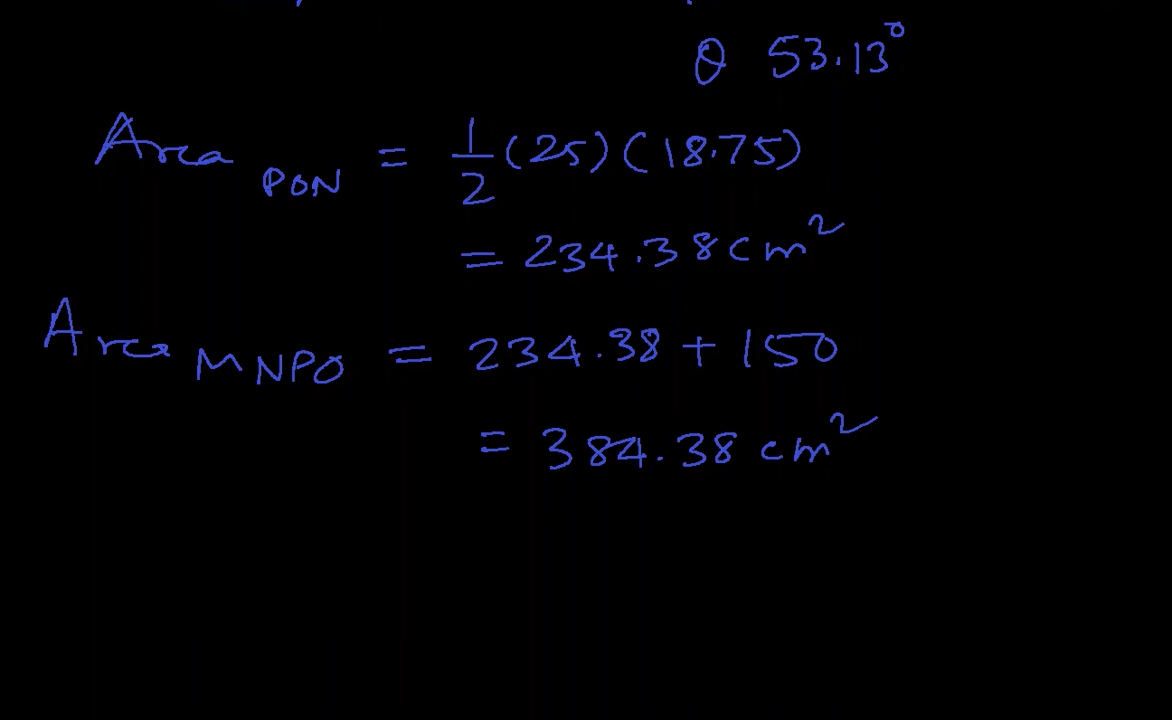 θ 53.13°
Area PON = 1/2 (25)(18.75)
= 234.38 cm²
Area MNPO = 234.38 + 150
= 384.38 cm²